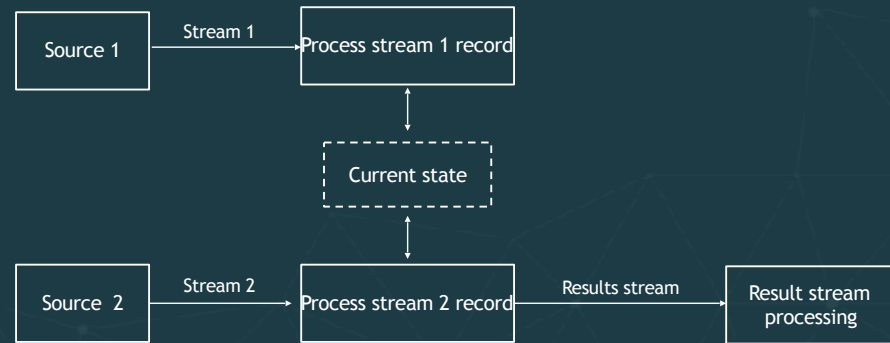 Source 1
Stream 1
Process stream 1 record
Current state
Source 2
Stream 2
Process stream 2 record
Results stream
Result stream
processing